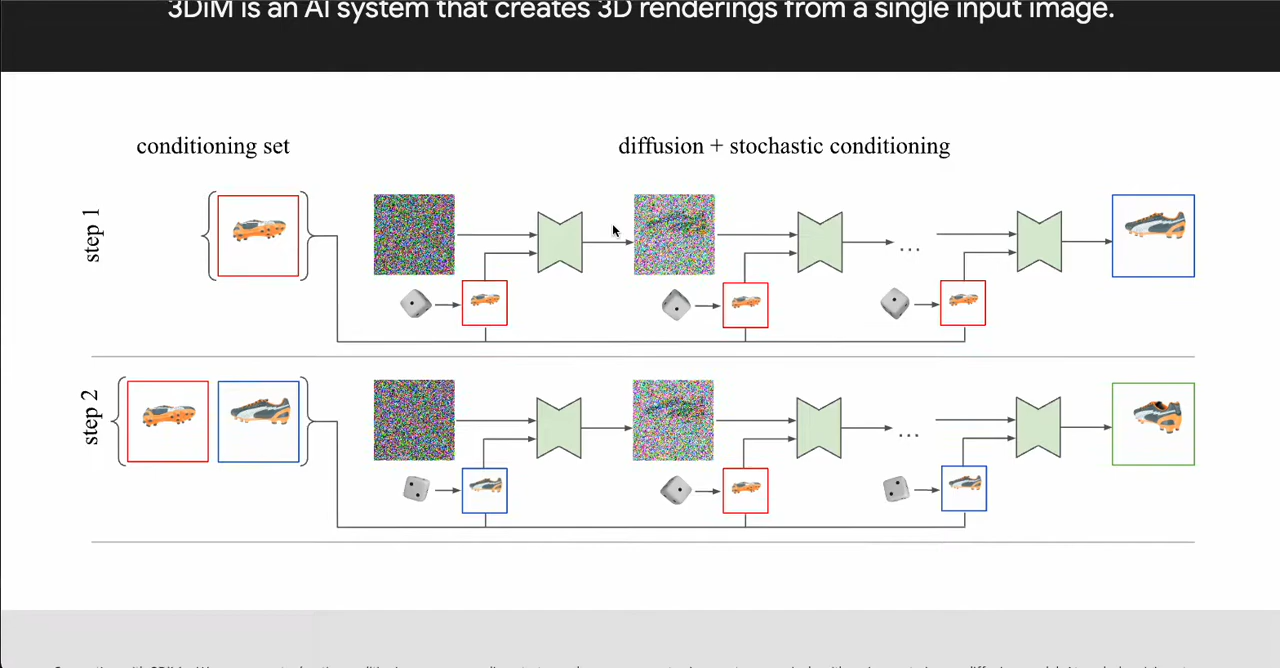 3DiM is an AI system that creates 3D renderings from a single input image.
conditioning set
diffusion + stochastic conditioning
step 1
...
step 2
...